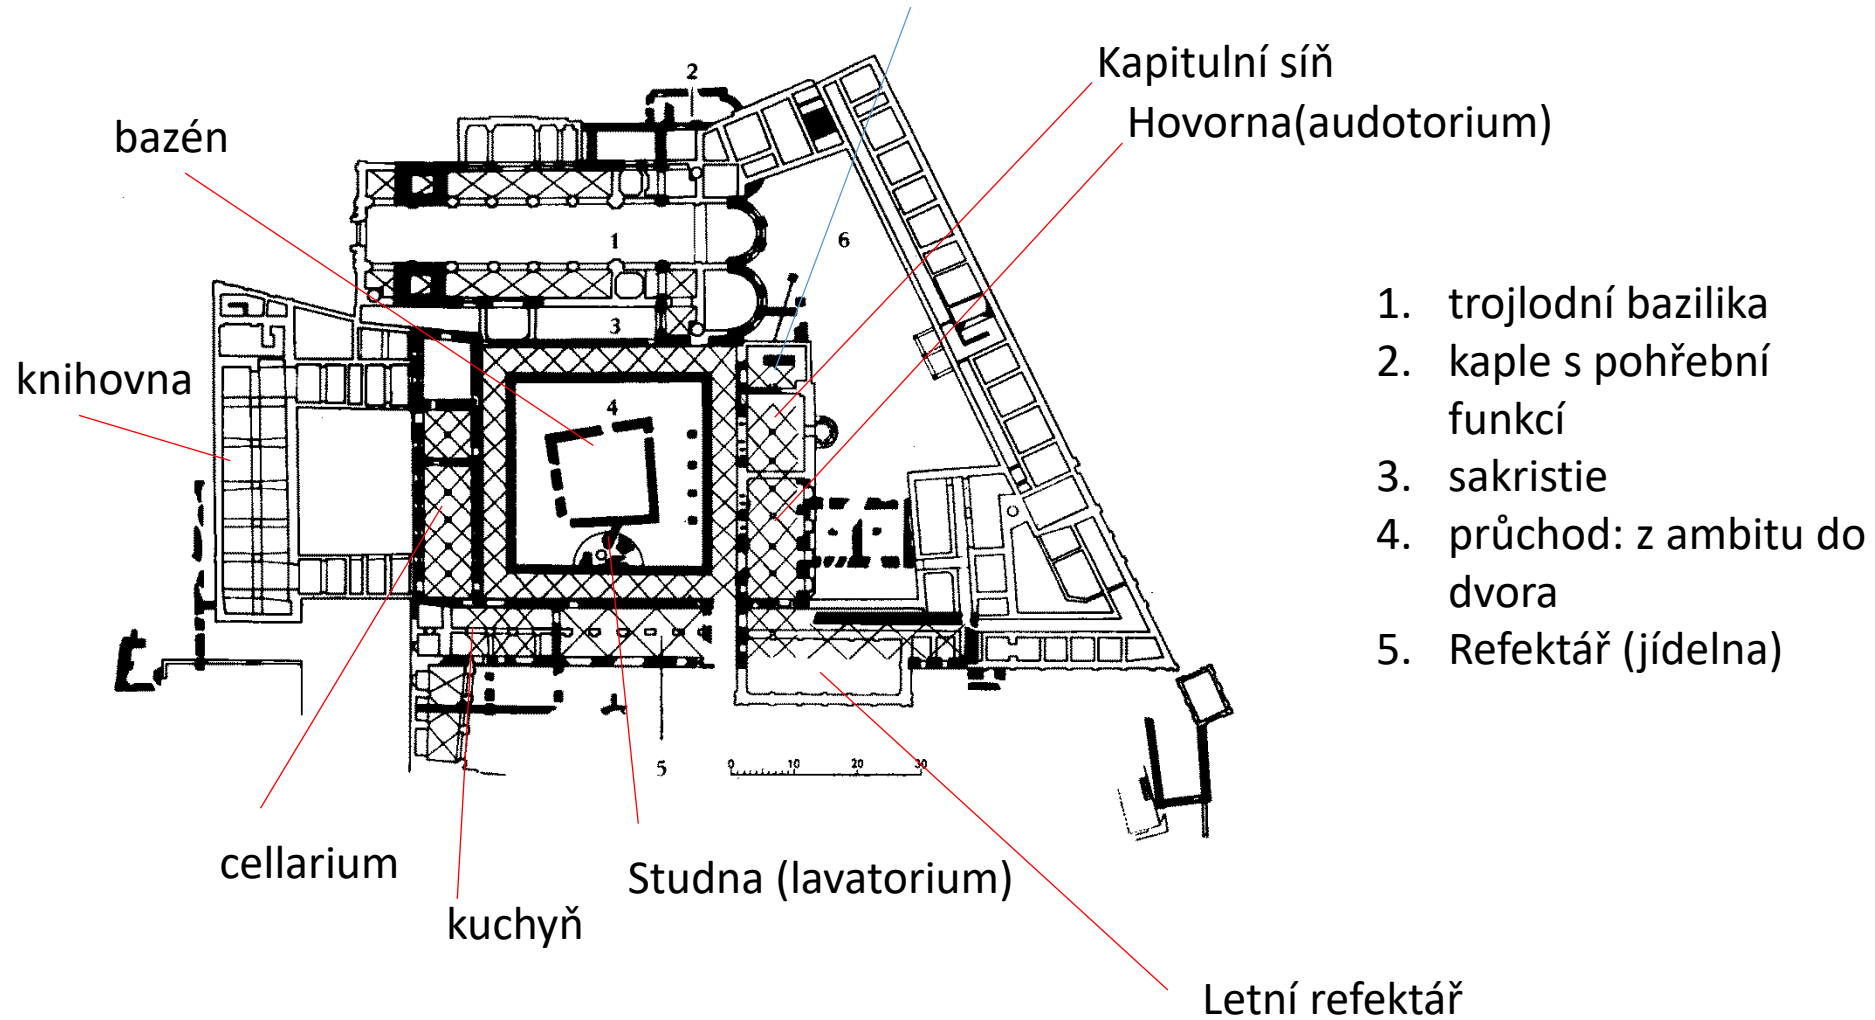 Kapitulní síň
2
Hovorna(audotorium)
bazén
1
6
3
1. trojlodní bazilika
2. kaple s pohřební
funkcí
3. sakristie
4. průchod: z ambitu do
dvora
5. Refektář (jídelna)
knihovna
4
5
0 10 20 30
cellarium
Studna (lavatorium)
kuchyň
Letní refektář